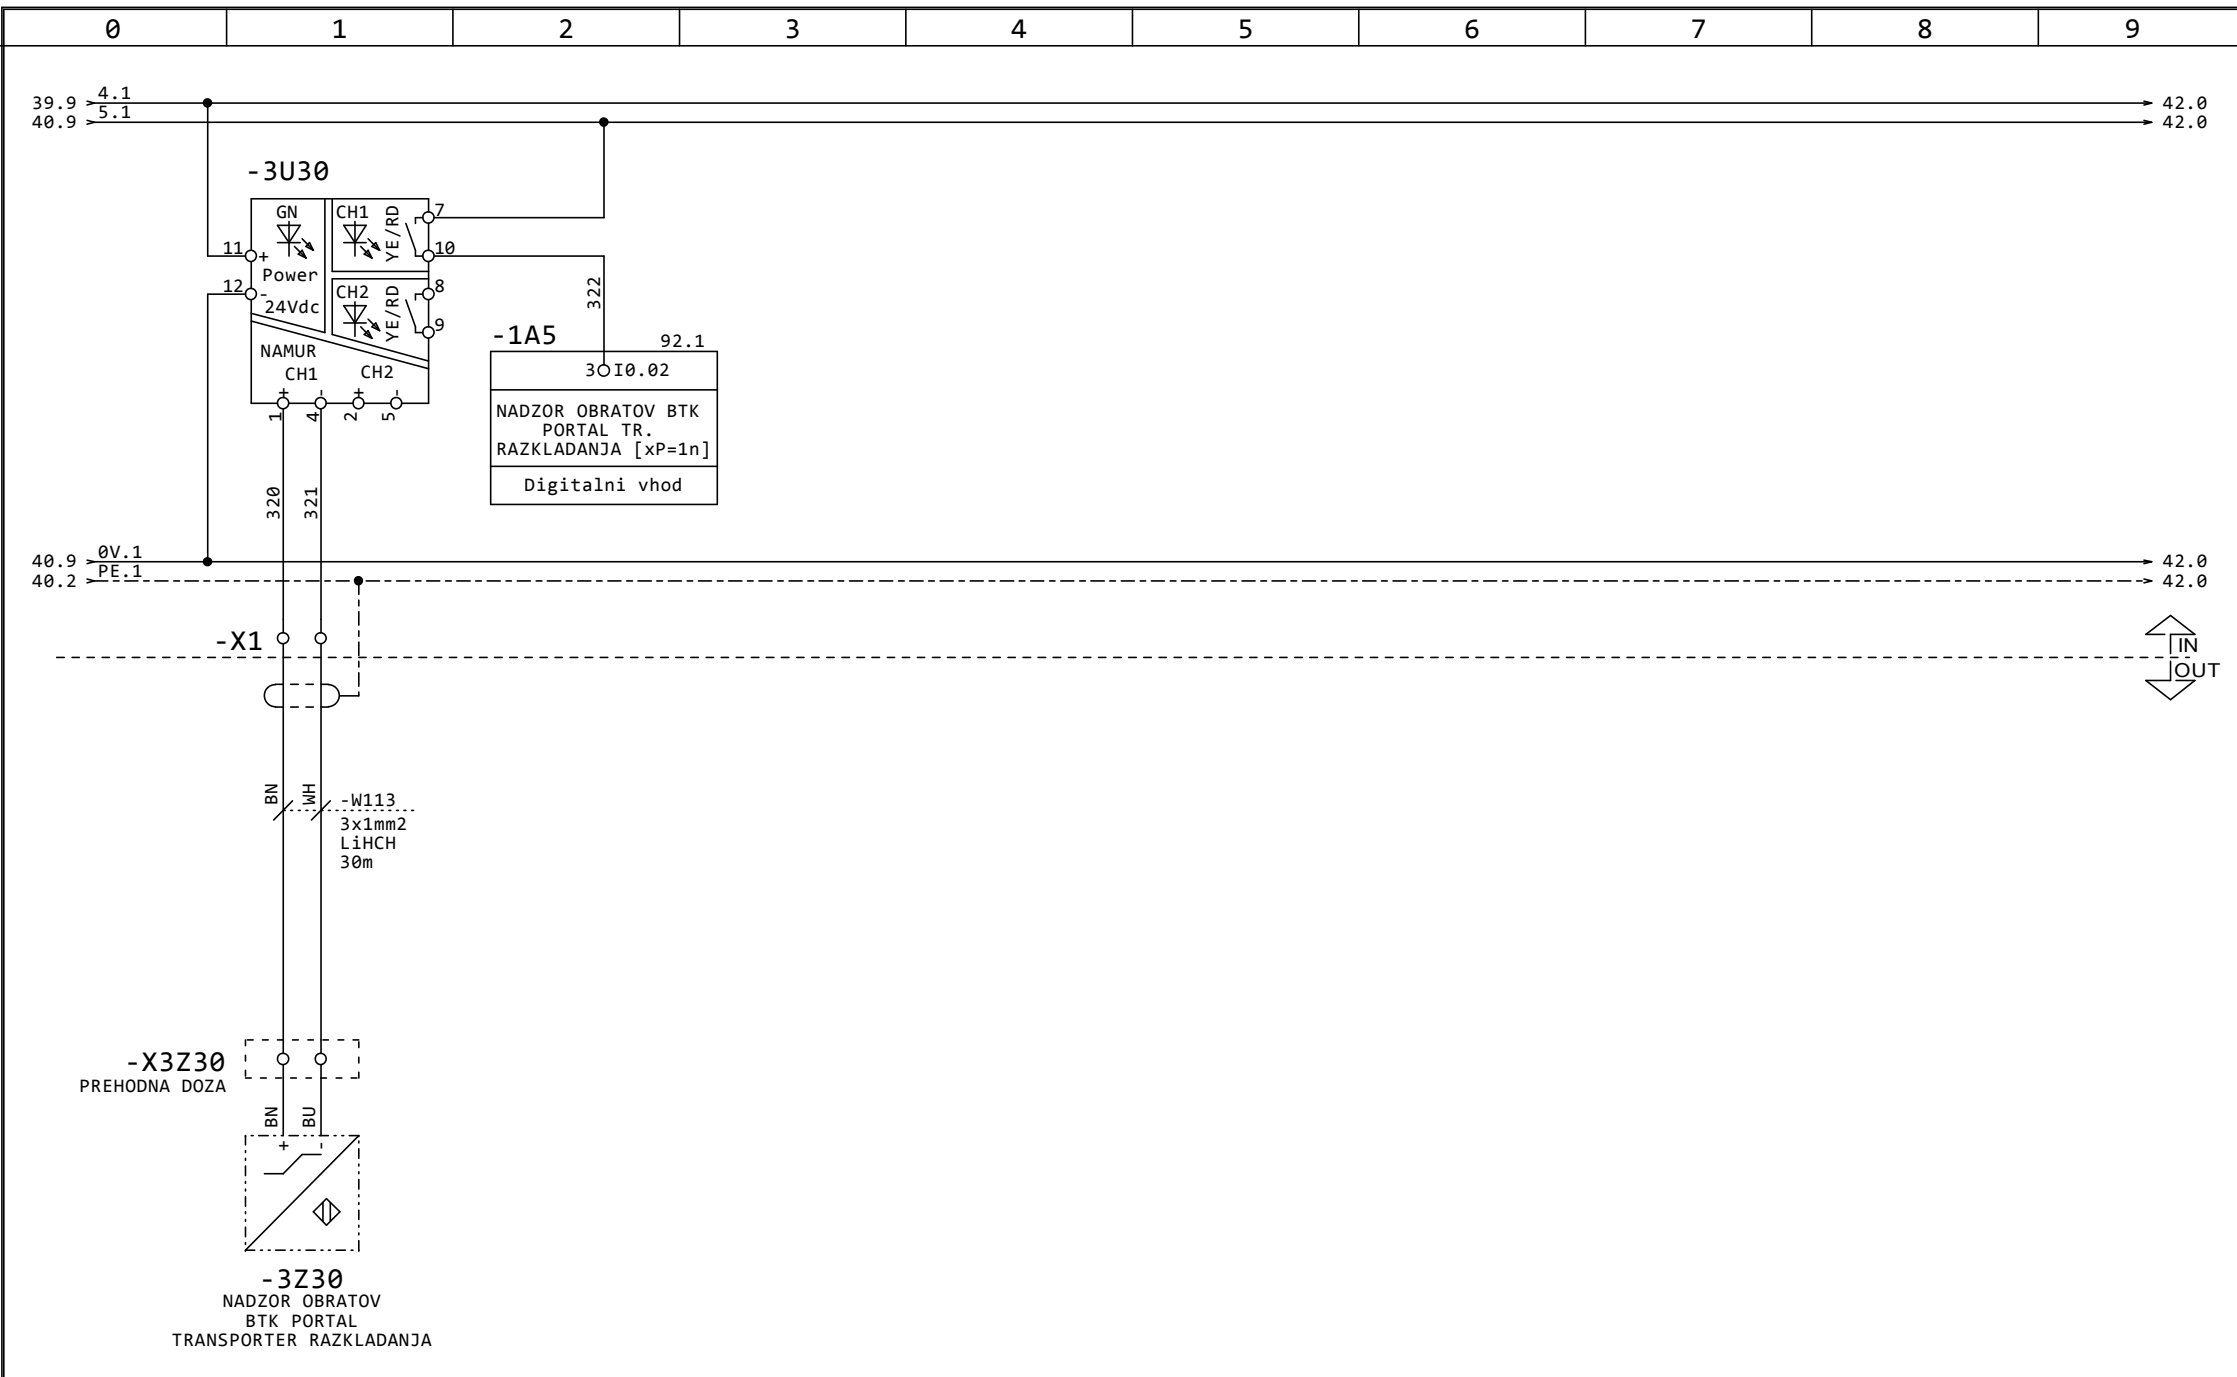 0 1 2 3 4 5 6 7 8 9
39.9 4.1 42.0
40.9 5.1 42.0
-3U30
GN CH1 YE/RD 7
11 + 10
Power
12 - CH2 YE/RD 8
24Vdc 9
322
NAMUR
CH1 CH2
+ - + -
1 4 2 5
-1A5 92.1
3 I0.02
NADZOR OBRATOV BTK
PORTAL TR.
RAZKLADANJA [xP=1n]
Digitalni vhod
320 321
40.9 0V.1 42.0
40.2 PE.1 42.0
-X1
IN
OUT
BN WH -W113
3x1mm2
LiHCH
30m
-X3Z30
PREHODNA DOZA
BN BU
+ -
-3Z30
NADZOR OBRATOV
BTK PORTAL
TRANSPORTER RAZKLADANJA